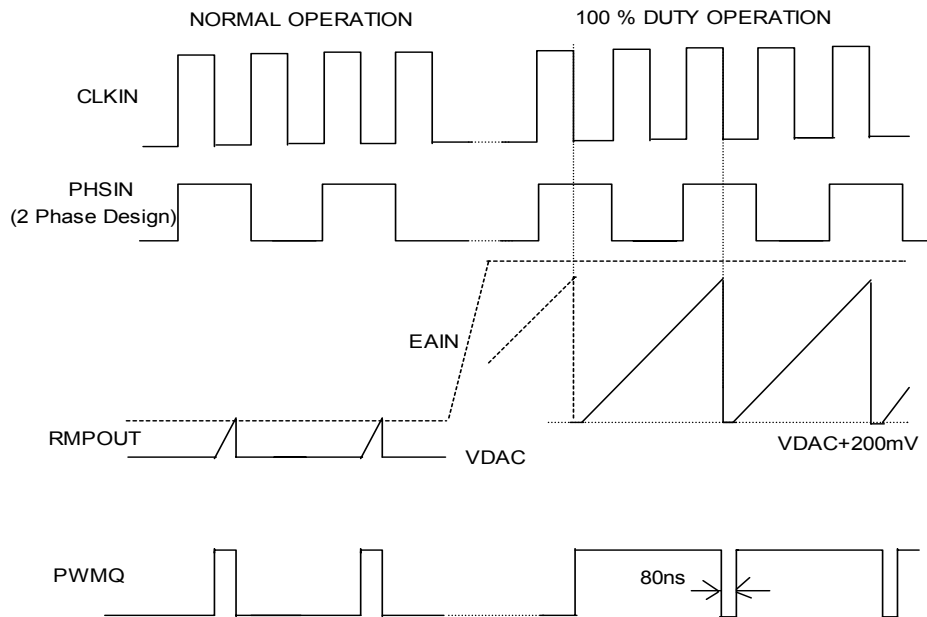 NORMAL OPERATION
100 % DUTY OPERATION
CLKIN
PHSIN
(2 Phase Design)
EAIN
RMPOUT
VDAC
VDAC+200mV
PWMQ
80ns